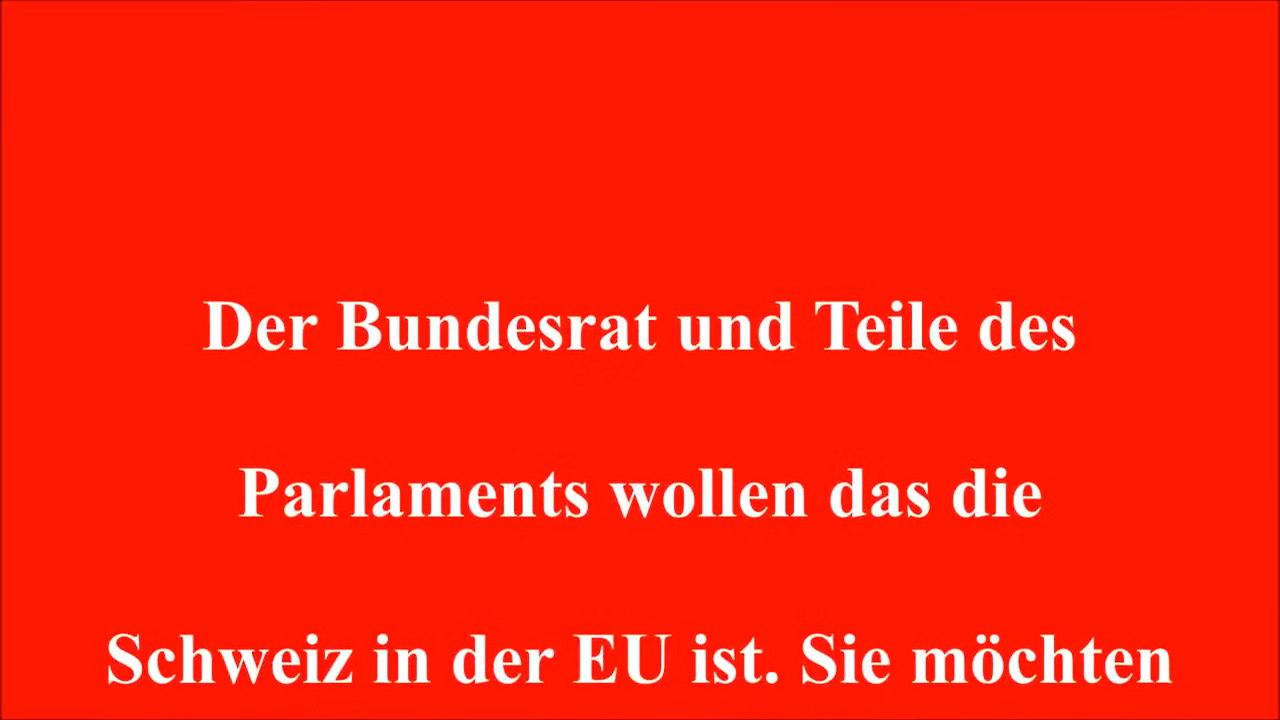 Der Bundesrat und Teile des
Parlaments wollen das die
Schweiz in der EU ist. Sie möchten